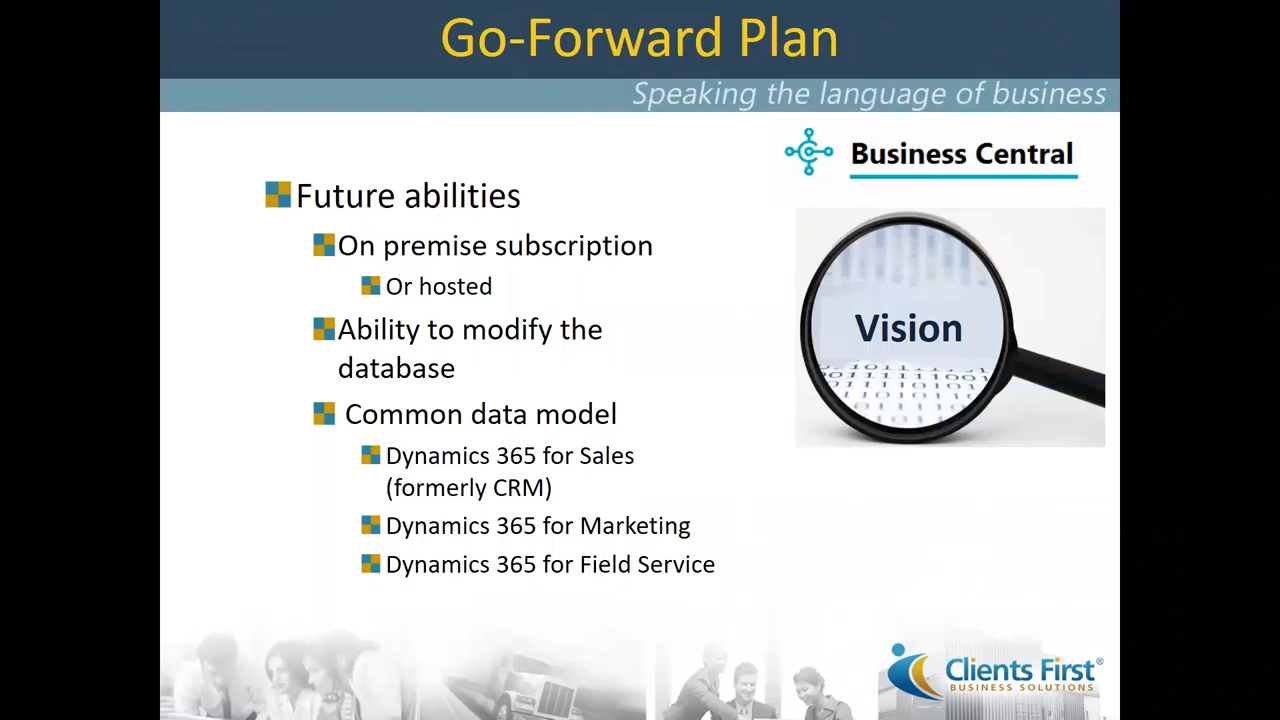 Go-Forward Plan
Speaking the language of business
Business Central
Future abilities
On premise subscription
Or hosted
Ability to modify the
database
Common data model
Dynamics 365 for Sales
(formerly CRM)
Dynamics 365 for Marketing
Dynamics 365 for Field Service
Vision
Clients First®
BUSINESS SOLUTIONS